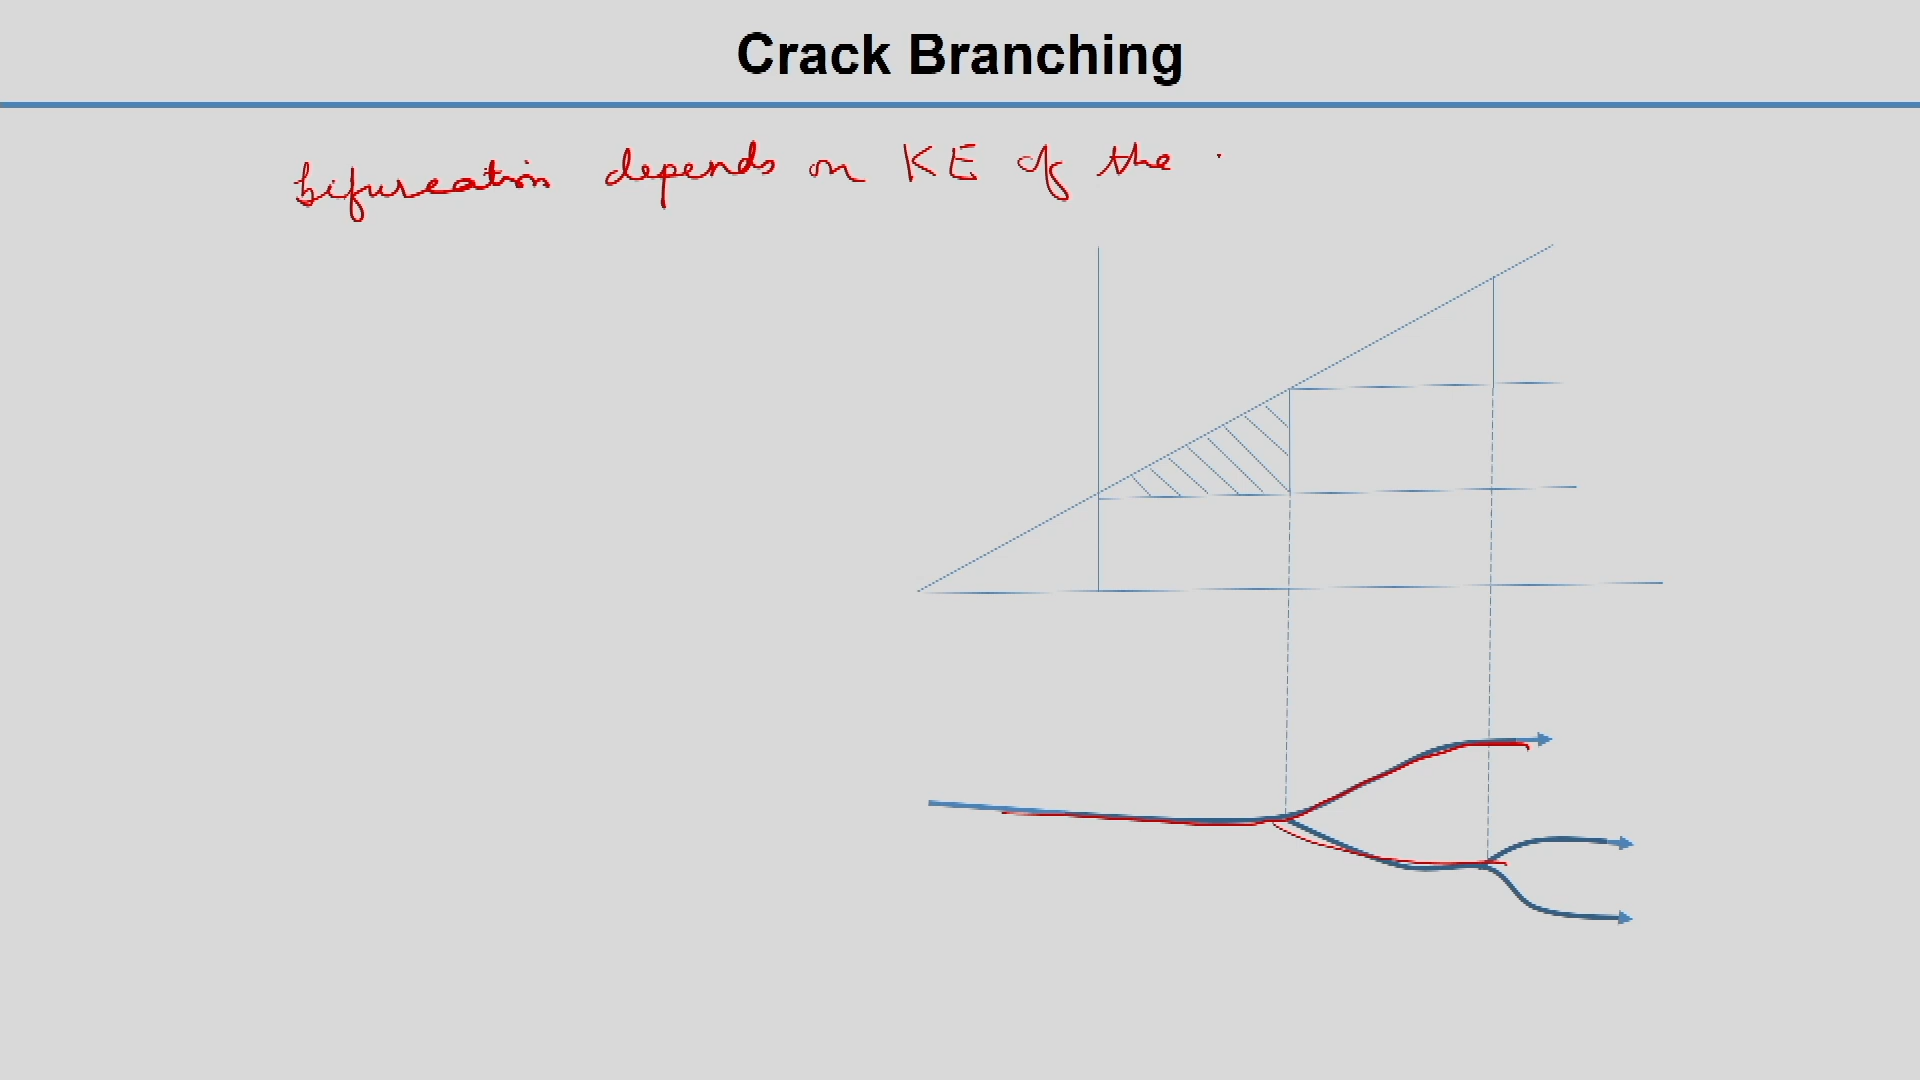 Crack Branching
bifurcation depends on KE of the